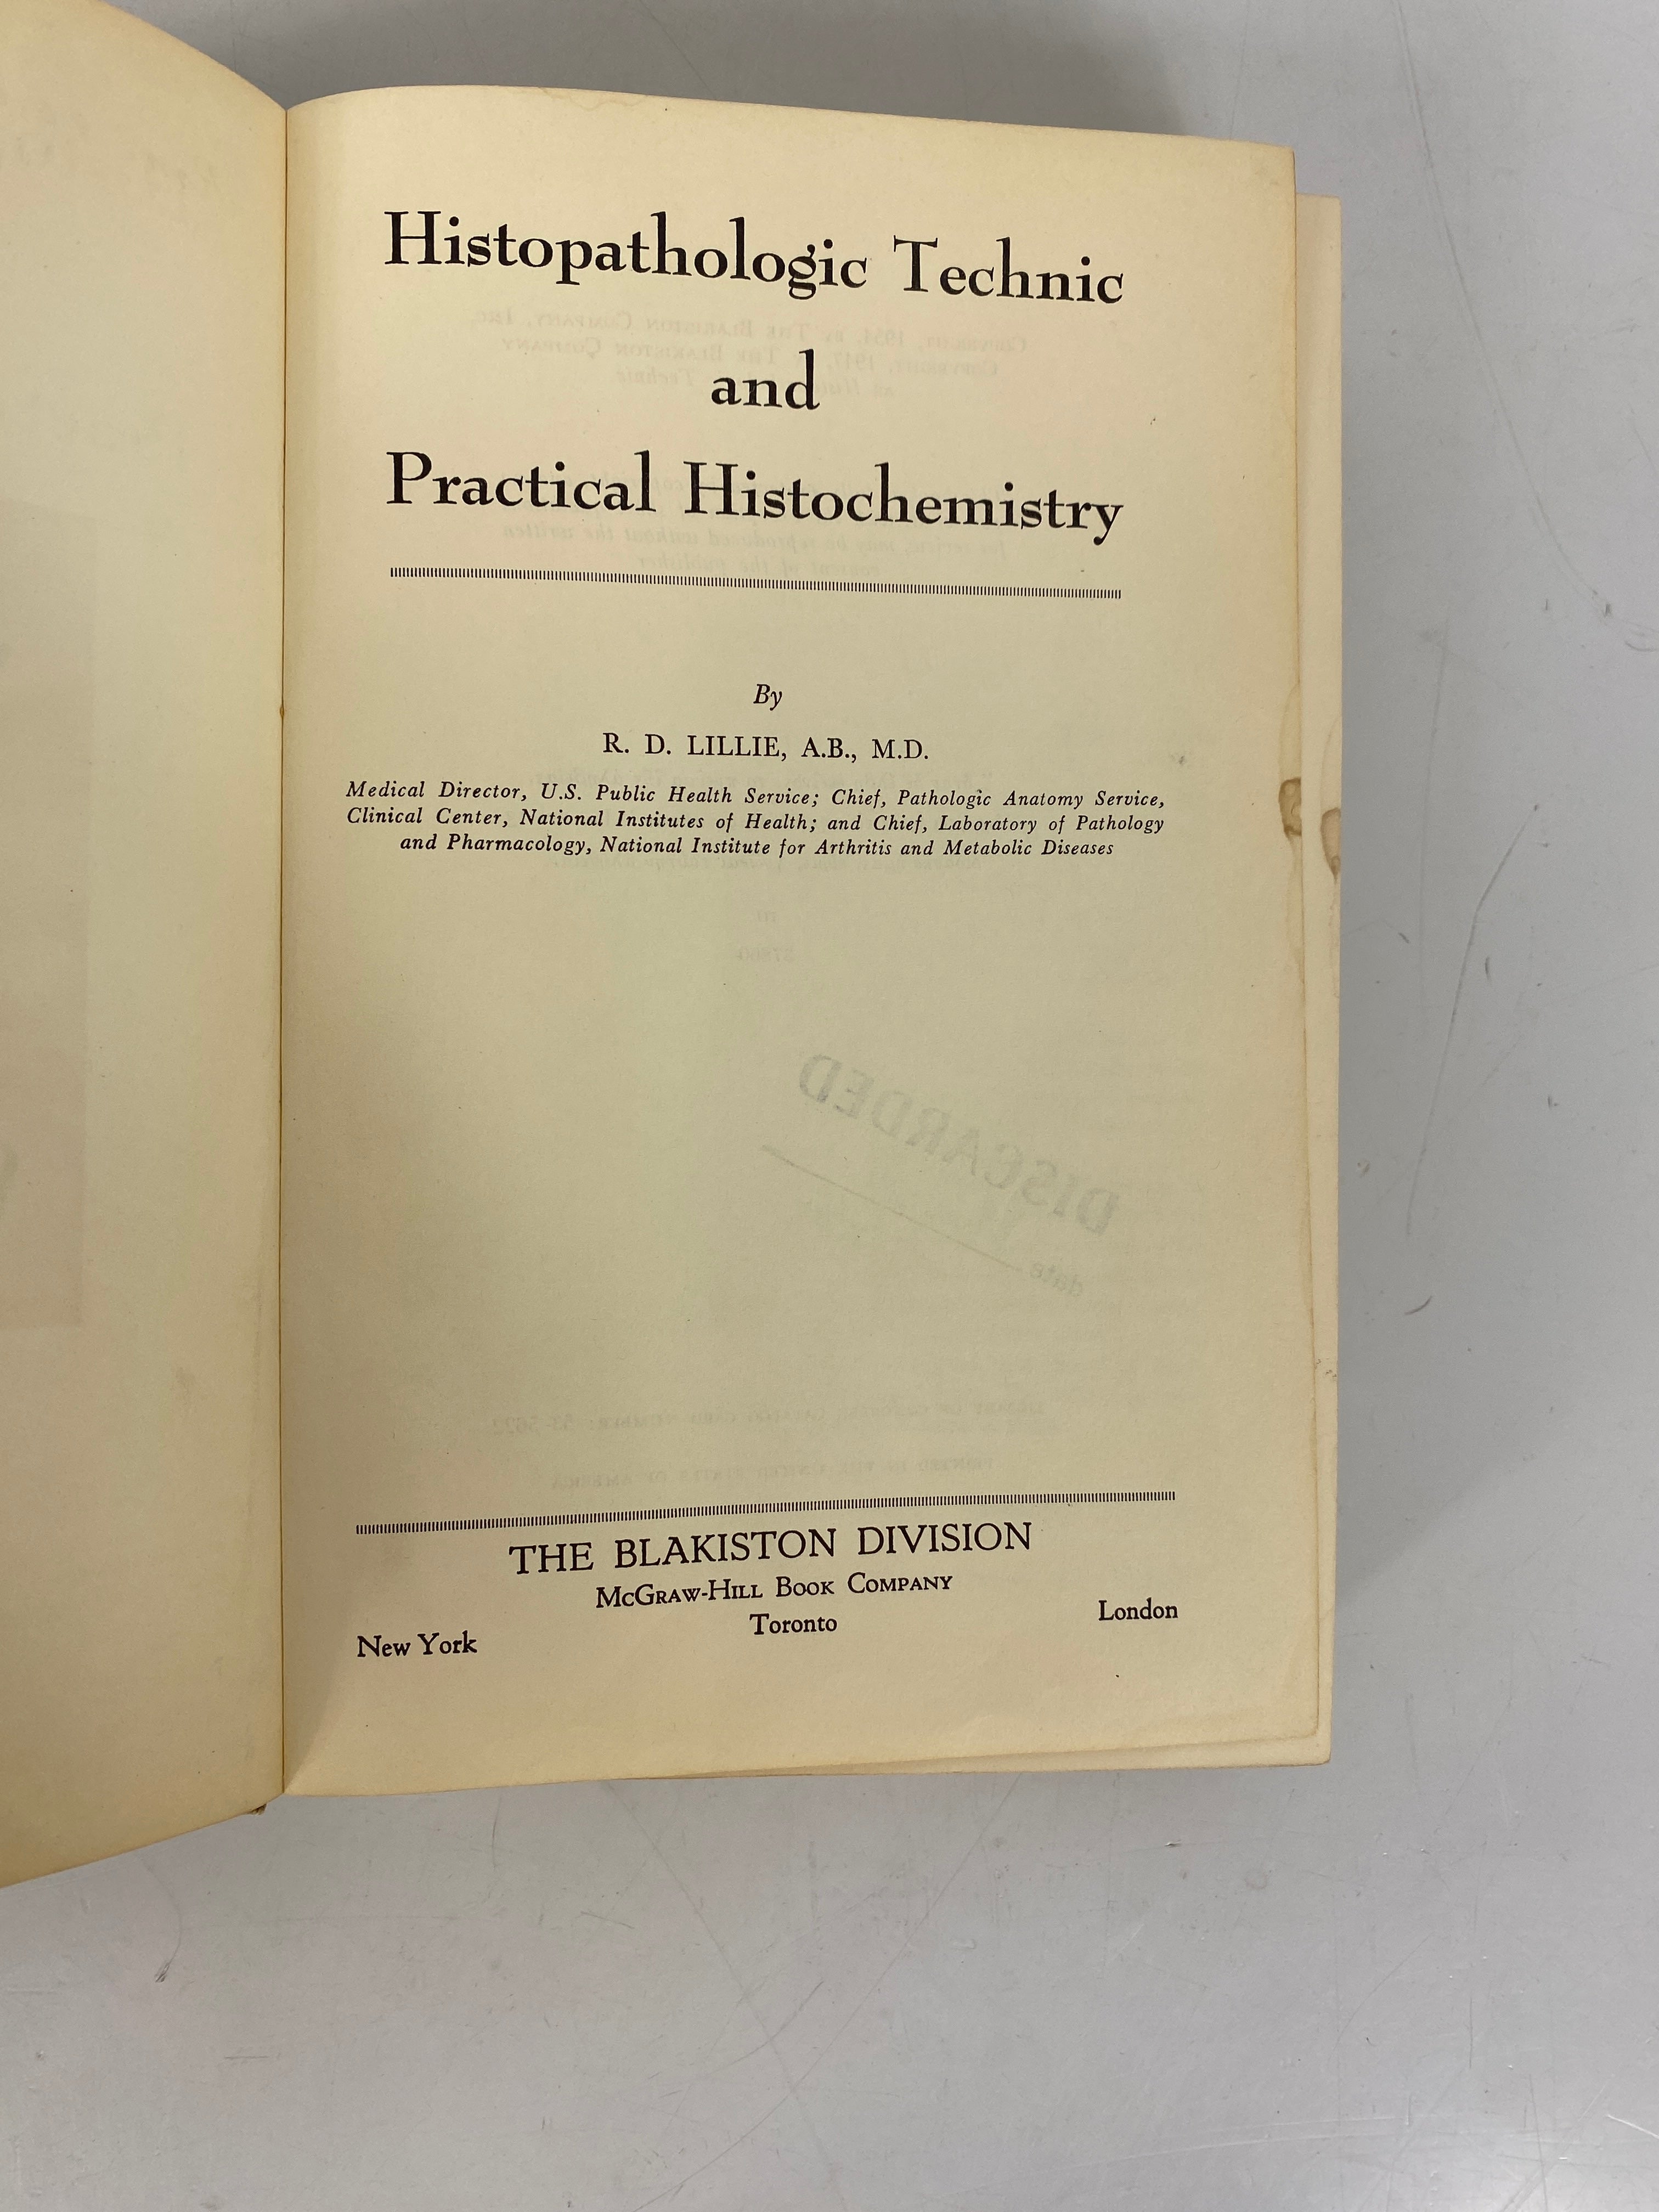 Histopathologic Technic
and
Practical Histochemistry
By
R. D. LILLIE, A.B., M.D.
Medical Director, U.S. Public Health Service; Chief, Pathologic Anatomy Service,
Clinical Center, National Institutes of Health; and Chief, Laboratory of Pathology
and Pharmacology, National Institute for Arthritis and Metabolic Diseases
DISCARDED
date
THE BLAKISTON DIVISION
McGRAW-HILL BOOK COMPANY
New York Toronto London